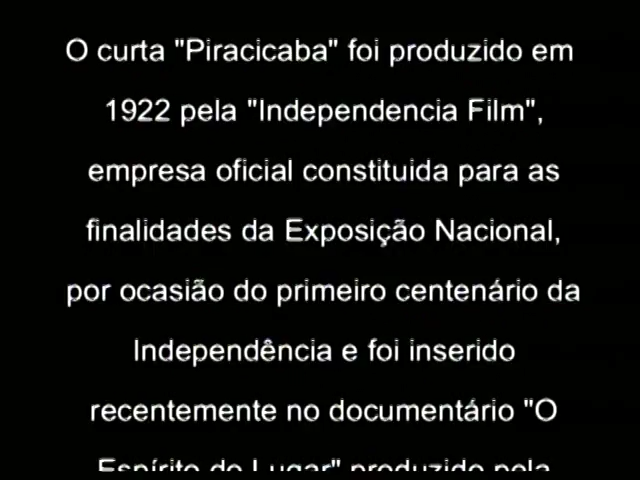 O curta "Piracicaba" foi produzido em
1922 pela "Independencia Film",
empresa oficial constituida para as
finalidades da Exposição Nacional,
por ocasião do primeiro centenário da
Independência e foi inserido
recentemente no documentário "O
Espírito do Lugar" produzido pela